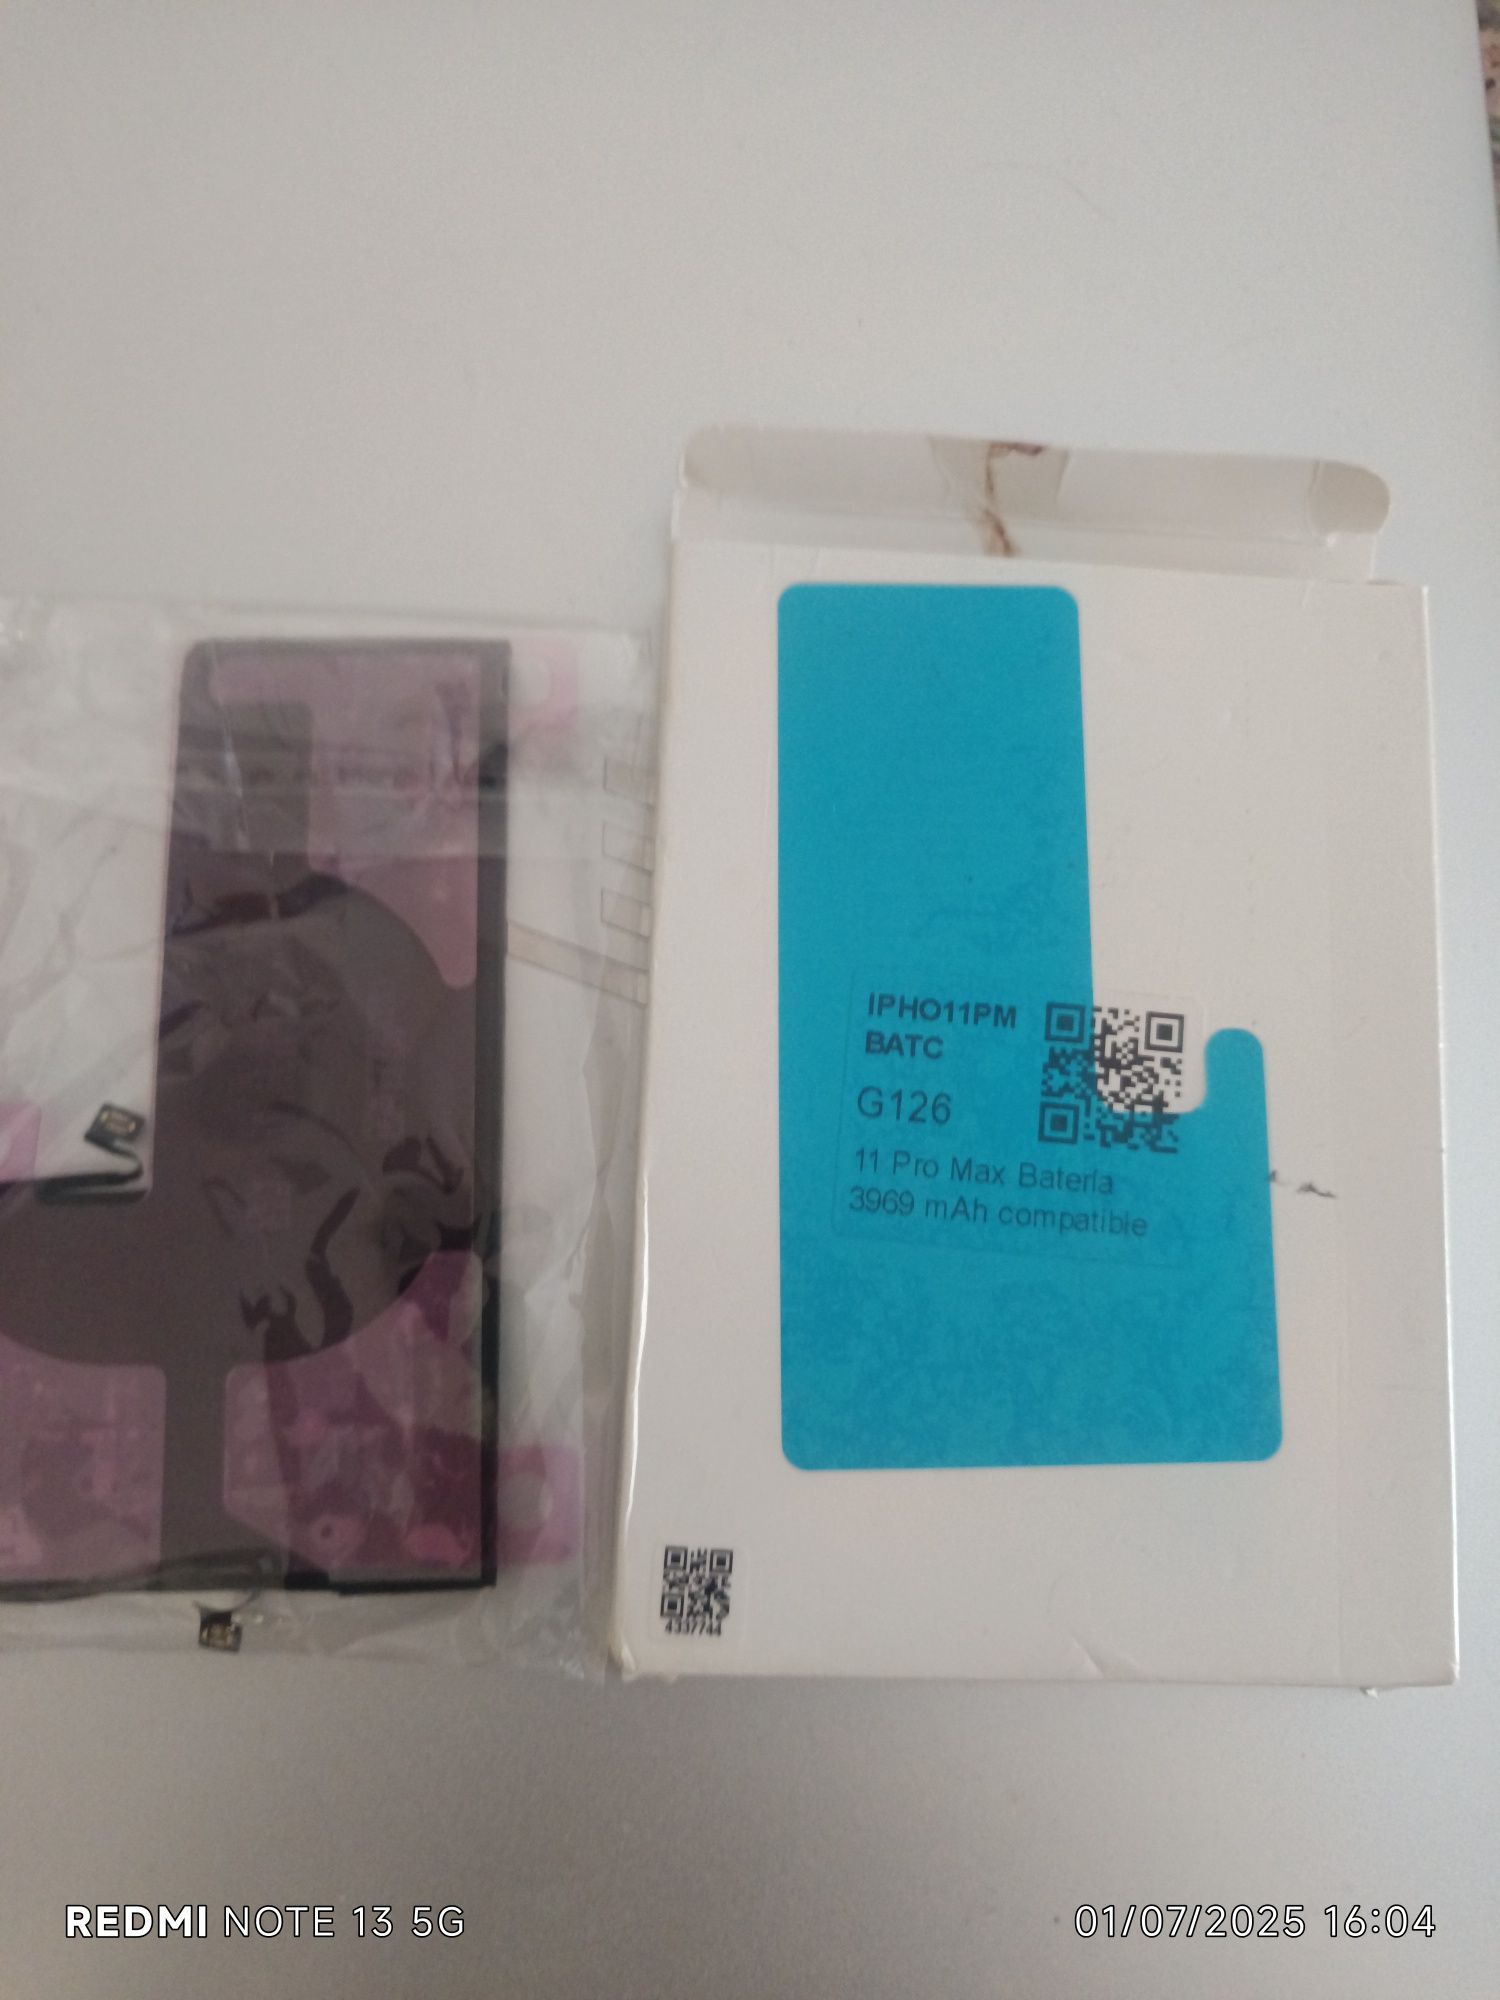 IPHO11PM
BATC
G126
11 Pro Max Batería
3969 mAh compatible
4337744
REDMI NOTE 13 5G
01/07/2025 16:04